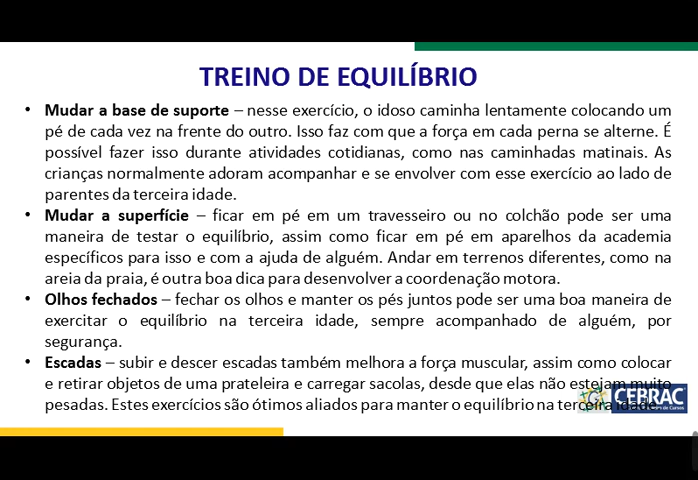 TREINO DE EQUILÍBRIO
• Mudar a base de suporte – nesse exercício, o idoso caminha lentamente colocando um
pé de cada vez na frente do outro. Isso faz com que a força em cada perna se alterne. É
possível fazer isso durante atividades cotidianas, como nas caminhadas matinais. As
crianças normalmente adoram acompanhar e se envolver com esse exercício ao lado de
parentes da terceira idade.
• Mudar a superfície – ficar em pé em um travesseiro ou no colchão pode ser uma
maneira de testar o equilíbrio, assim como ficar em pé em aparelhos da academia
específicos para isso e com a ajuda de alguém. Andar em terrenos diferentes, como na
areia da praia, é outra boa dica para desenvolver a coordenação motora.
• Olhos fechados – fechar os olhos e manter os pés juntos pode ser uma boa maneira de
exercitar o equilíbrio na terceira idade, sempre acompanhado de alguém, por
segurança.
• Escadas – subir e descer escadas também melhora a força muscular, assim como colocar
e retirar objetos de uma prateleira e carregar sacolas, desde que elas não estejam muito
pesadas. Estes exercícios são ótimos aliados para manter o equilíbrio na terceira idade.
CEBRAC
de Cursos